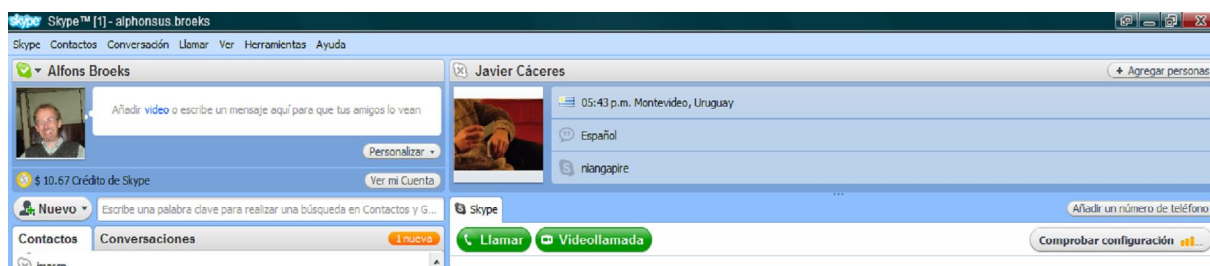 skype Skype™ [1] - alphonsus.broeks
Skype Contactos Conversación Llamar Ver Herramientas Ayuda
Alfons Broeks
Añadir video o escribe un mensaje aquí para que tus amigos lo vean
Personalizar
$ 10.67 Crédito de Skype
Ver mi Cuenta
Nuevo
Escribe una palabra clave para realizar una búsqueda en Contactos y G...
Contactos Conversaciones 1 nueva
Javier Cáceres
+ Agregar personas
05:43 p.m. Montevideo, Uruguay
Español
niangapire
Skype
Añadir un número de teléfono
Llamar Videollamada
Comprobar configuración